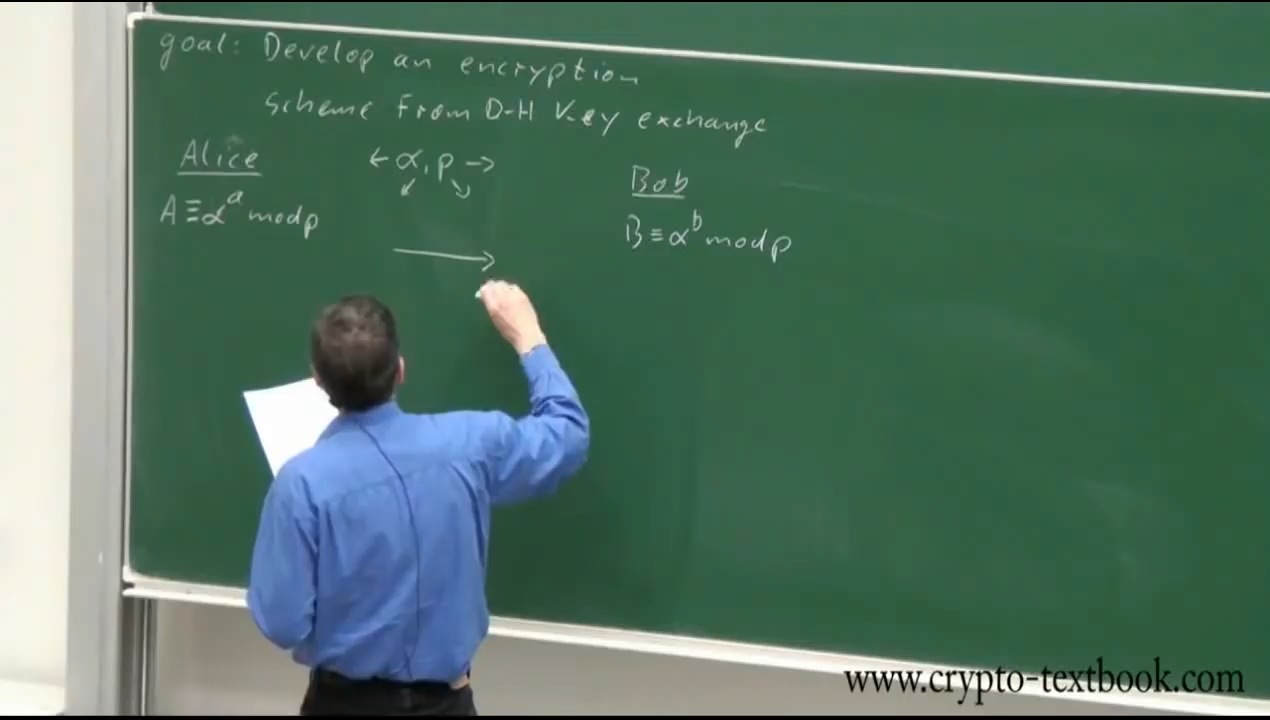 goal: Develop an encryption
scheme from D-H Key exchange
Alice
← α, p →
Bob
A ≡ α^a mod p
B ≡ α^b mod p
www.crypto-textbook.com